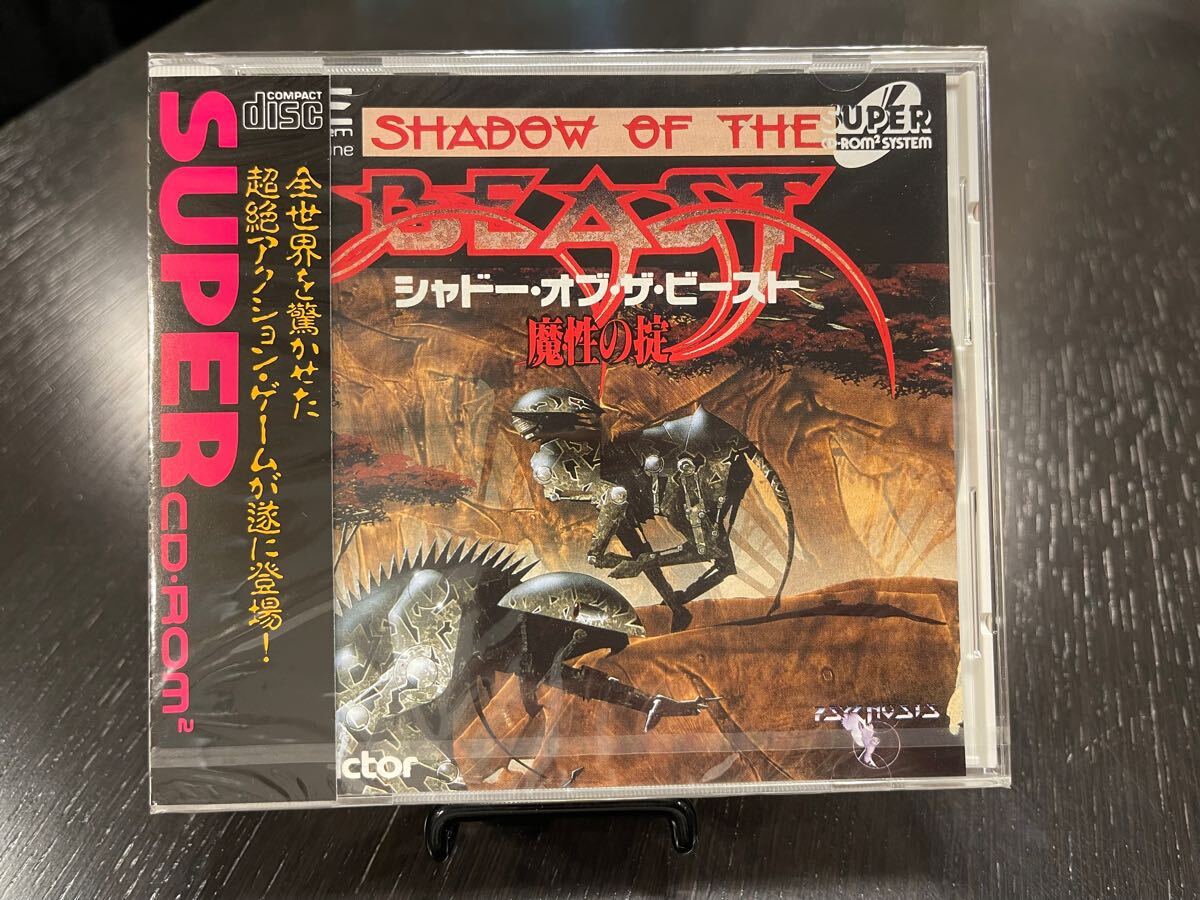 COMPACT
disc
SUPER CD-ROM²
全世界を驚かせた
超絶アクション・ゲームが遂に登場!
SHADOW OF THE
BEAST
シャドー・オブ・ザ・ビースト
魔性の掟
SUPER
CD-ROM² SYSTEM
PSYGNOSIS
ctor